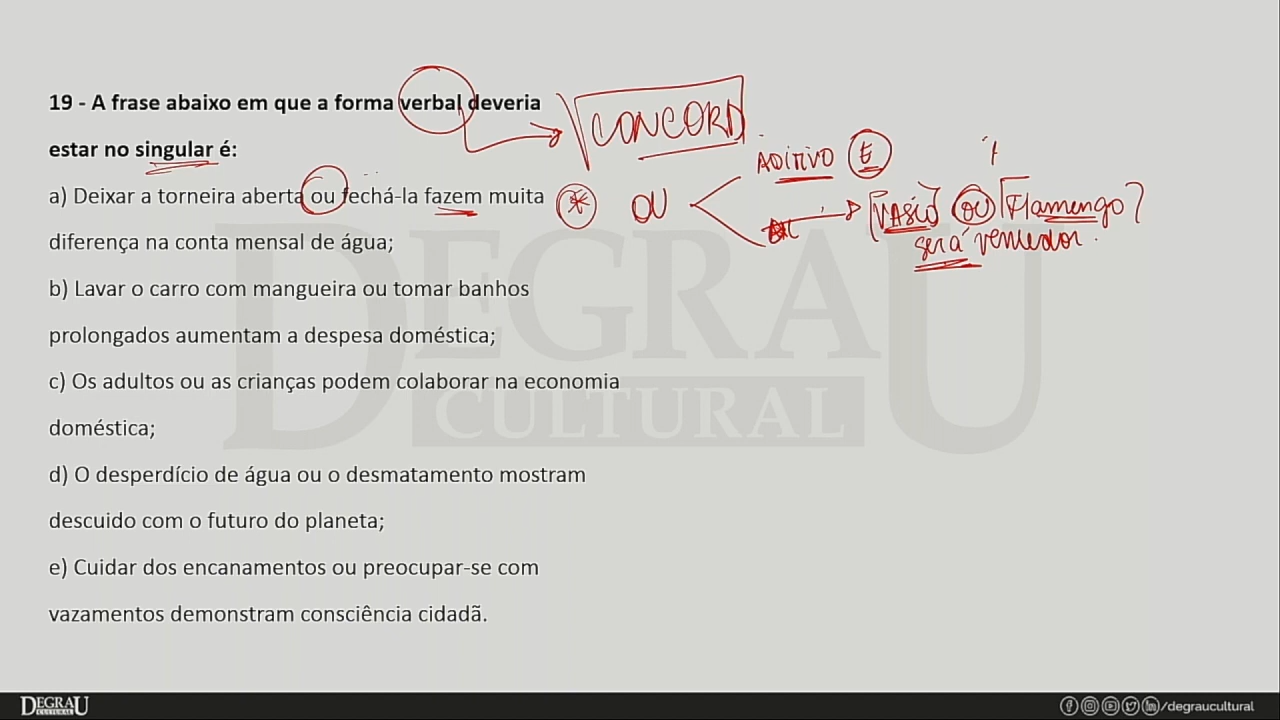 19 - A frase abaixo em que a forma verbal deveria
estar no singular é:
a) Deixar a torneira aberta ou fechá-la fazem muita
diferença na conta mensal de água;
b) Lavar o carro com mangueira ou tomar banhos
prolongados aumentam a despesa doméstica;
c) Os adultos ou as crianças podem colaborar na economia
doméstica;
d) O desperdício de água ou o desmatamento mostram
descuido com o futuro do planeta;
e) Cuidar dos encanamentos ou preocupar-se com
vazamentos demonstram consciência cidadã.
CONCORD
ADITIVO E
OU
VASCO OU Flamengo
será vencedor.
DEGRAU
CULTURAL
DEGRAU
CULTURAL
/degraucultural